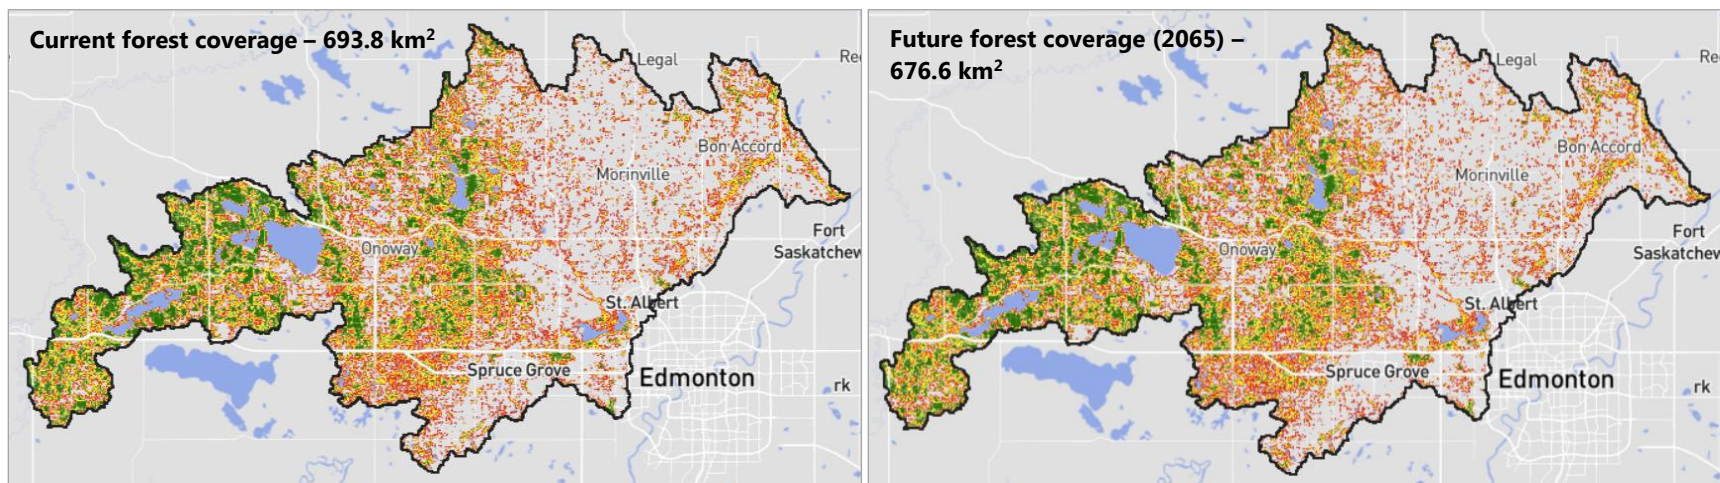 Current forest coverage – 693.8 km²
Legal
Re
Bon Accord
Morinville
Onoway
Fort
Saskatchew
St. Albert
Spruce Grove
Edmonton
rk
Future forest coverage (2065) –
676.6 km²
Legal
Re
Bon Accord
Morinville
Onoway
Fort
Saskatchew
St. Albert
Spruce Grove
Edmonton
rk